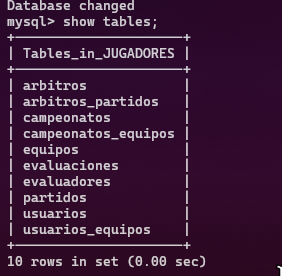 Database changed
mysql> show tables;
+----------------------+
| Tables_in_JUGADORES |
+----------------------+
| arbitros |
| arbitros_partidos |
| campeonatos |
| campeonatos_equipos |
| equipos |
| evaluaciones |
| evaluadores |
| partidos |
| usuarios |
| usuarios_equipos |
+----------------------+
10 rows in set (0.00 sec)